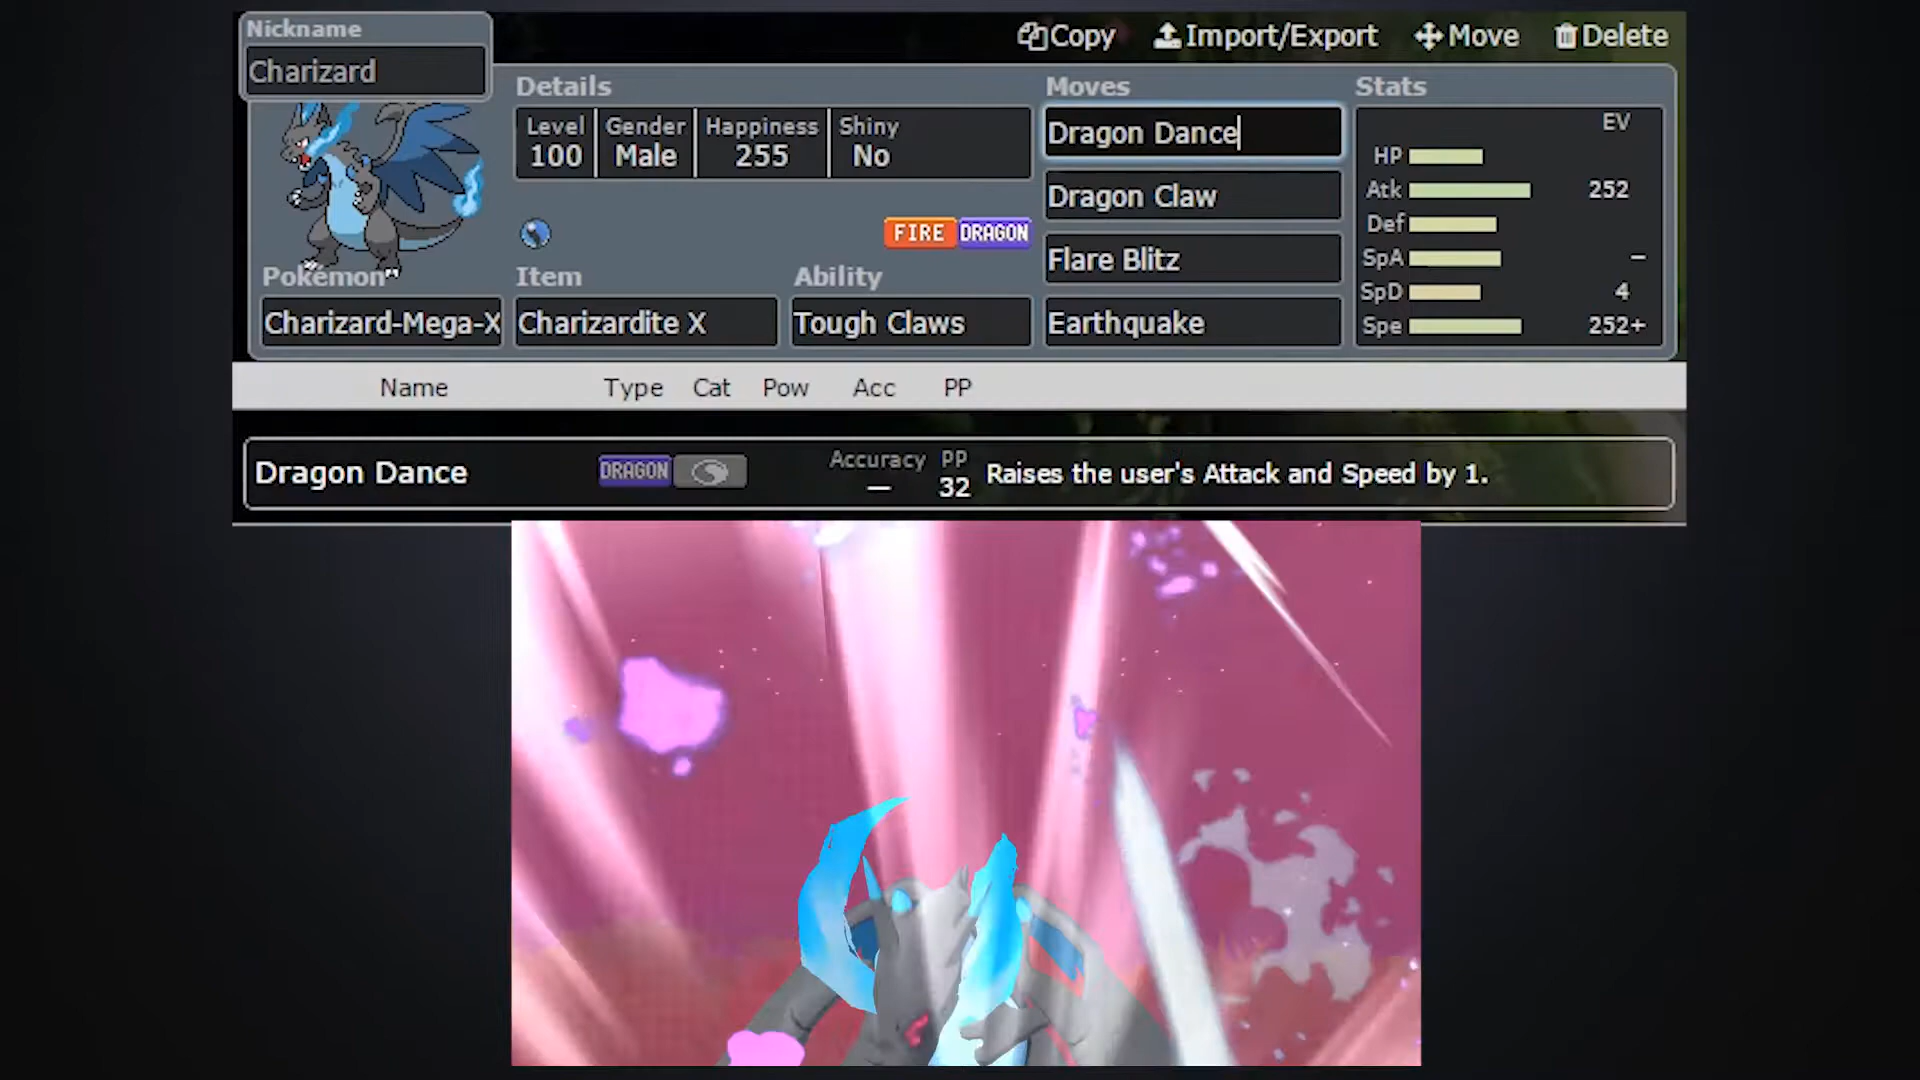 Nickname
Charizard
Copy Import/Export Move Delete
Details
Level Gender Happiness Shiny
100 Male 255 No
FIRE DRAGON
Pokémon Item Ability
Charizard-Mega-X Charizardite X Tough Claws
Moves
Dragon Dance
Dragon Claw
Flare Blitz
Earthquake
Stats
EV
HP
Atk 252
Def
SpA –
SpD 4
Spe 252+
Name Type Cat Pow Acc PP
Dragon Dance DRAGON Accuracy — PP 32 Raises the user's Attack and Speed by 1.